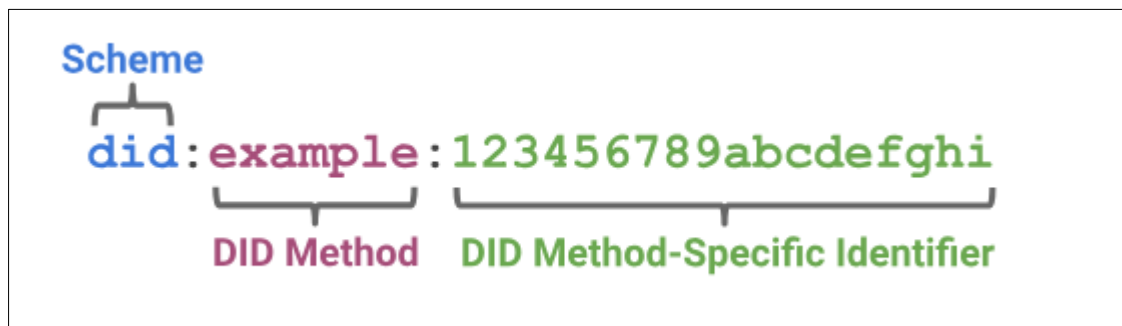 Scheme
did:example:123456789abcdefghi
DID Method DID Method-Specific Identifier